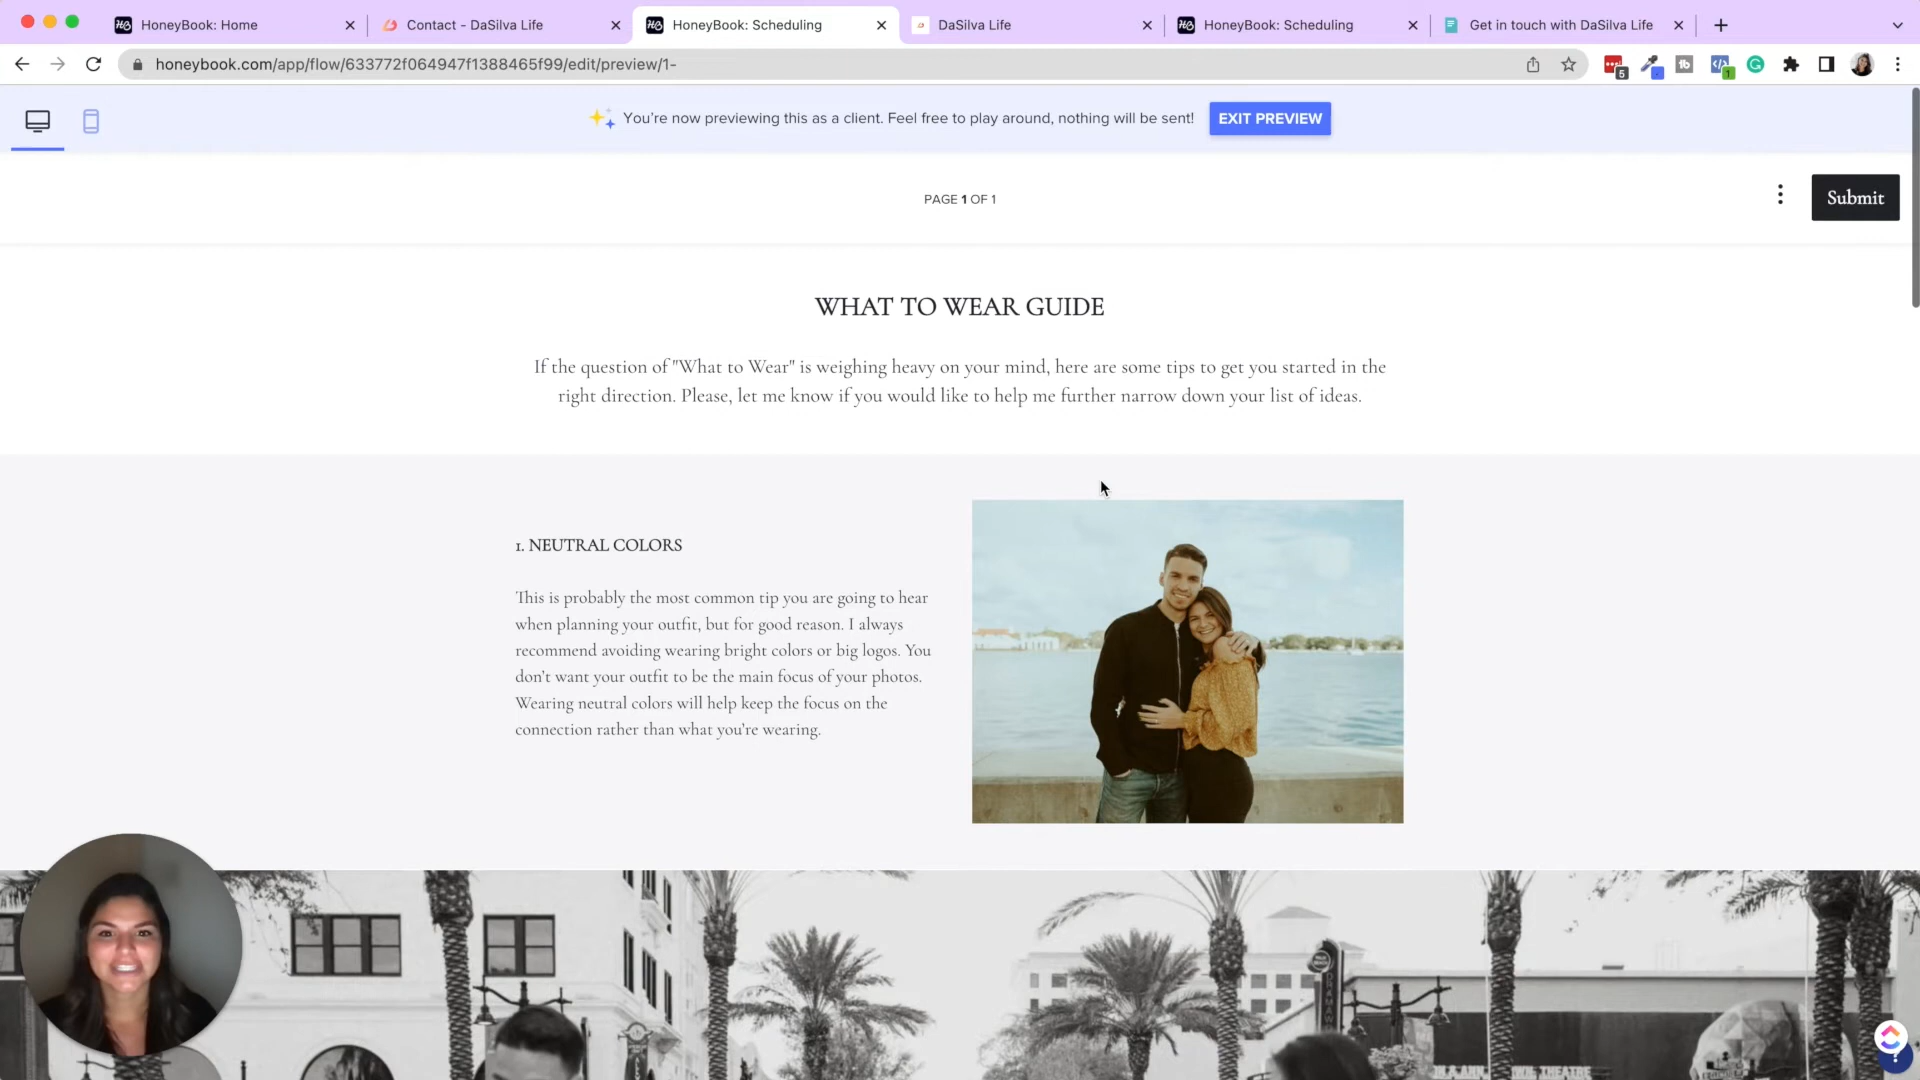 HoneyBook: Home
Contact - DaSilva Life
HoneyBook: Scheduling
DaSilva Life
HoneyBook: Scheduling
Get in touch with DaSilva Life
honeybook.com/app/flow/633772f064947f1388465f99/edit/preview/1-
5
1
You're now previewing this as a client. Feel free to play around, nothing will be sent!
EXIT PREVIEW
PAGE 1 OF 1
Submit
WHAT TO WEAR GUIDE
If the question of "What to Wear" is weighing heavy on your mind, here are some tips to get you started in the
right direction. Please, let me know if you would like to help me further narrow down your list of ideas.
1. NEUTRAL COLORS
This is probably the most common tip you are going to hear
when planning your outfit, but for good reason. I always
recommend avoiding wearing bright colors or big logos. You
don't want your outfit to be the main focus of your photos.
Wearing neutral colors will help keep the focus on the
connection rather than what you're wearing.